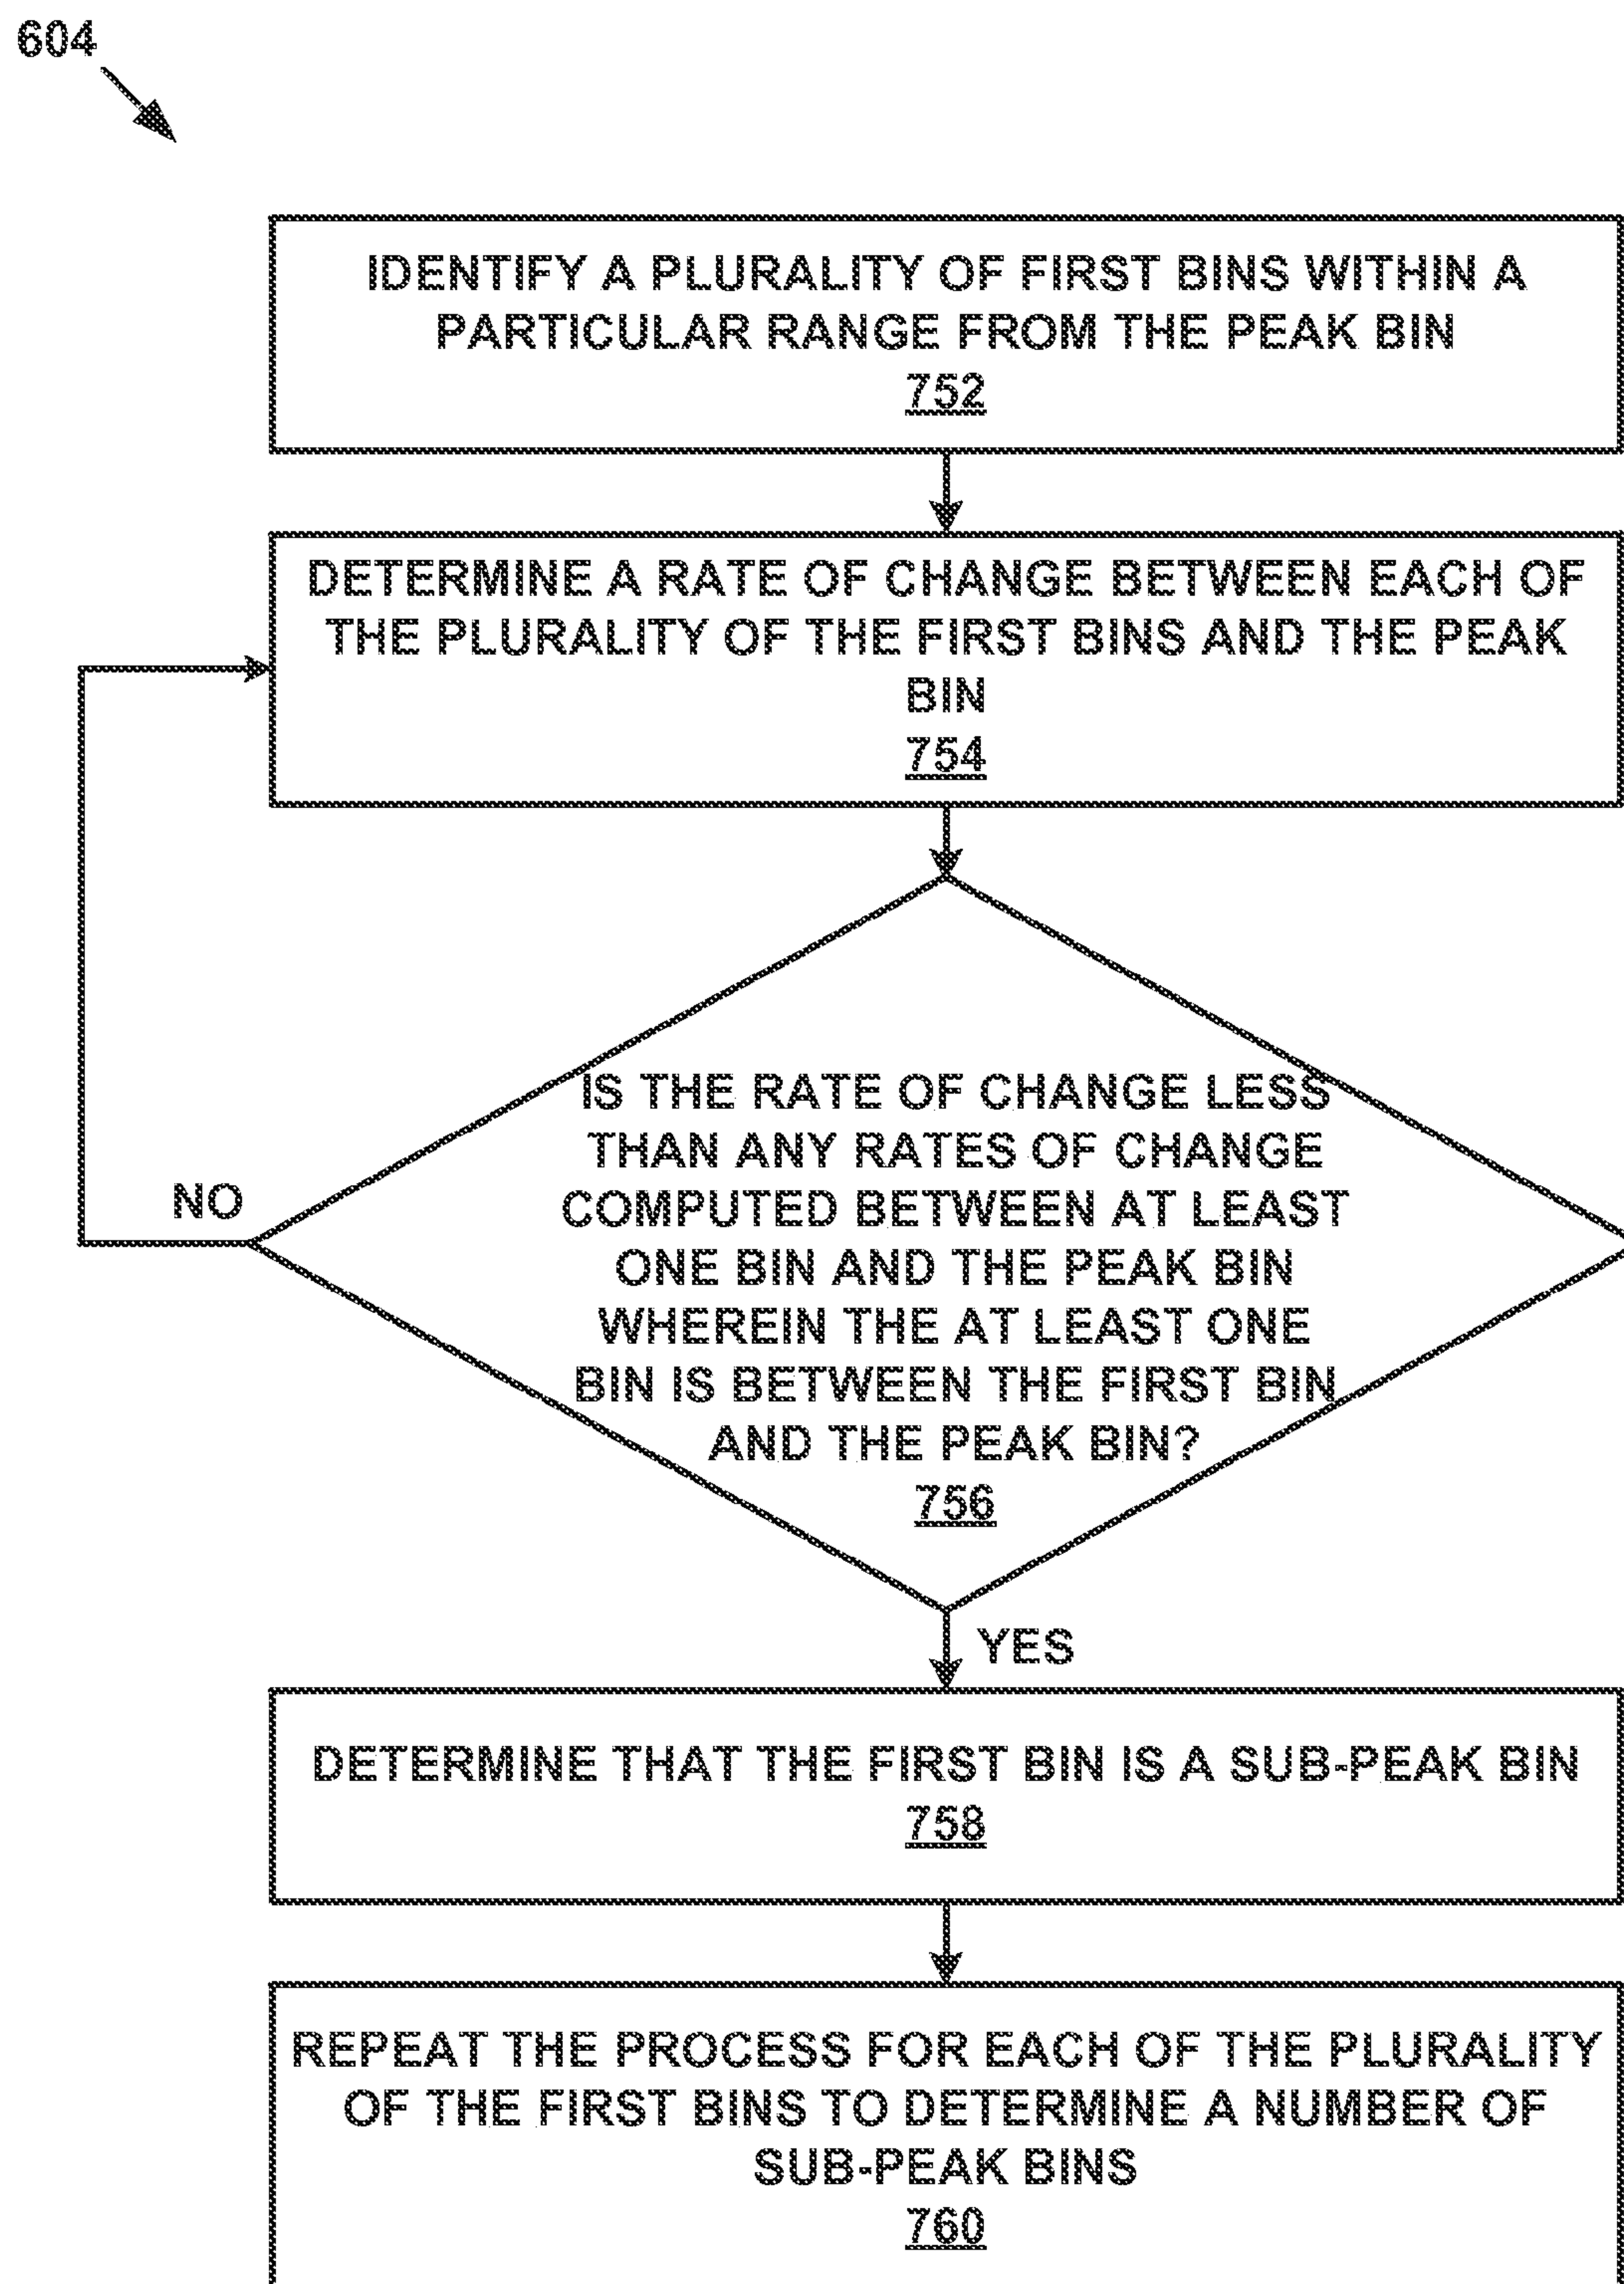 604
IDENTIFY A PLURALITY OF FIRST BINS WITHIN A
PARTICULAR RANGE FROM THE PEAK BIN
752
DETERMINE A RATE OF CHANGE BETWEEN EACH OF
THE PLURALITY OF THE FIRST BINS AND THE PEAK
BIN
754
IS THE RATE OF CHANGE LESS
THAN ANY RATES OF CHANGE
COMPUTED BETWEEN AT LEAST
ONE BIN AND THE PEAK BIN
WHEREIN THE AT LEAST ONE
BIN IS BETWEEN THE FIRST BIN
AND THE PEAK BIN?
756
NO
YES
DETERMINE THAT THE FIRST BIN IS A SUB-PEAK BIN
758
REPEAT THE PROCESS FOR EACH OF THE PLURALITY
OF THE FIRST BINS TO DETERMINE A NUMBER OF
SUB-PEAK BINS
760